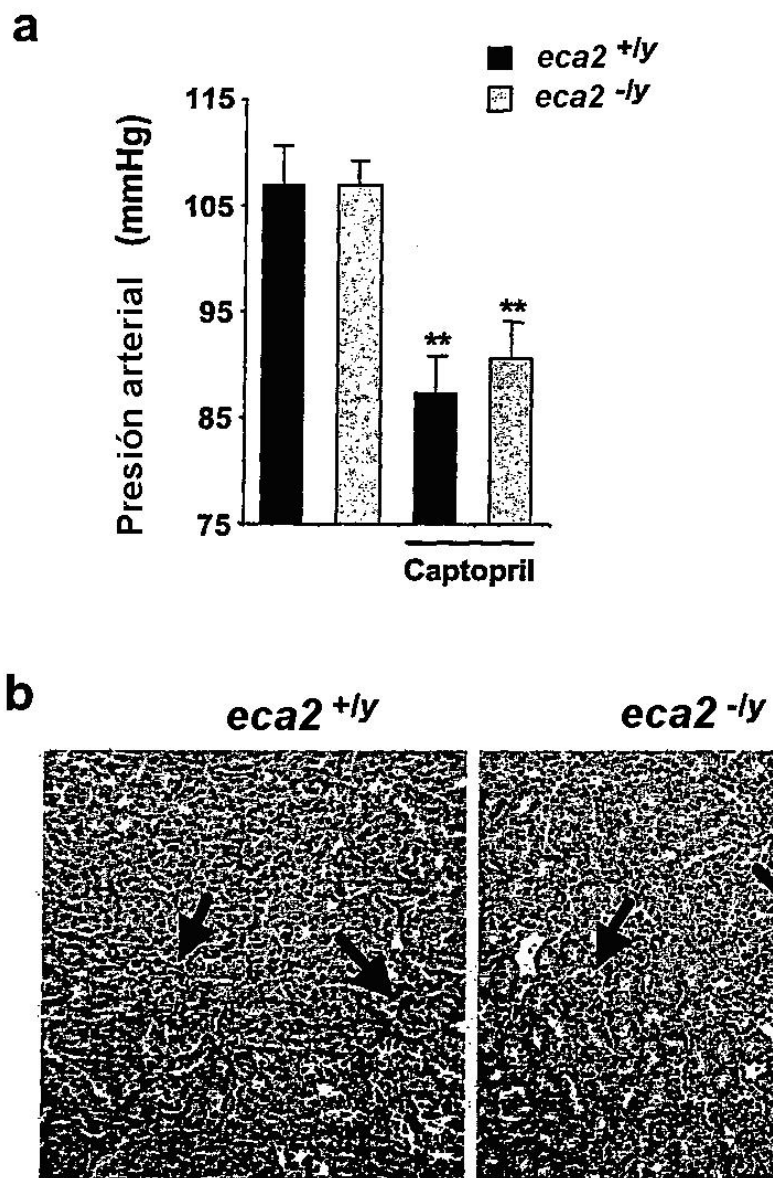 a
eca2 +/y
eca2 -/y
Presión arterial (mmHg)
115
105
95
85
75
**
**
Captopril
b
eca2 +/y
eca2 -/y